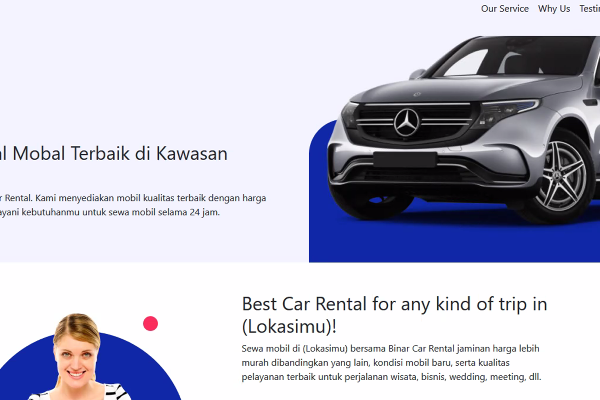 Our Service Why Us
l Mobal Terbaik di Kawasan
r Rental. Kami menyediakan mobil kualitas terbaik dengan harga
ayani kebutuhanmu untuk sewa mobil selama 24 jam.
Best Car Rental for any kind of trip in
(Lokasimu)!
Sewa mobil di (Lokasimu) bersama Binar Car Rental jaminan harga lebih
murah dibandingkan yang lain, kondisi mobil baru, serta kualitas
pelayanan terbaik untuk perjalanan wisata, bisnis, wedding, meeting, dll.